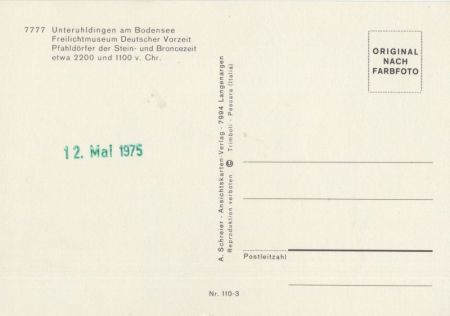 7777 Unteruhldingen am Bodensee
Freilichtmuseum Deutscher Vorzeit
Pfahldörfer der Stein- und Broncezeit
etwa 2200 und 1100 v. Chr.
ORIGINAL
NACH
FARBFOTO
12. Mai 1975
A. Schreier - Ansichtskarten-Verlag . 7994 Langenargen
Reproduktion verboten © Trimboli - Pescara (Italia)
Postleitzahl
Nr. 110-3